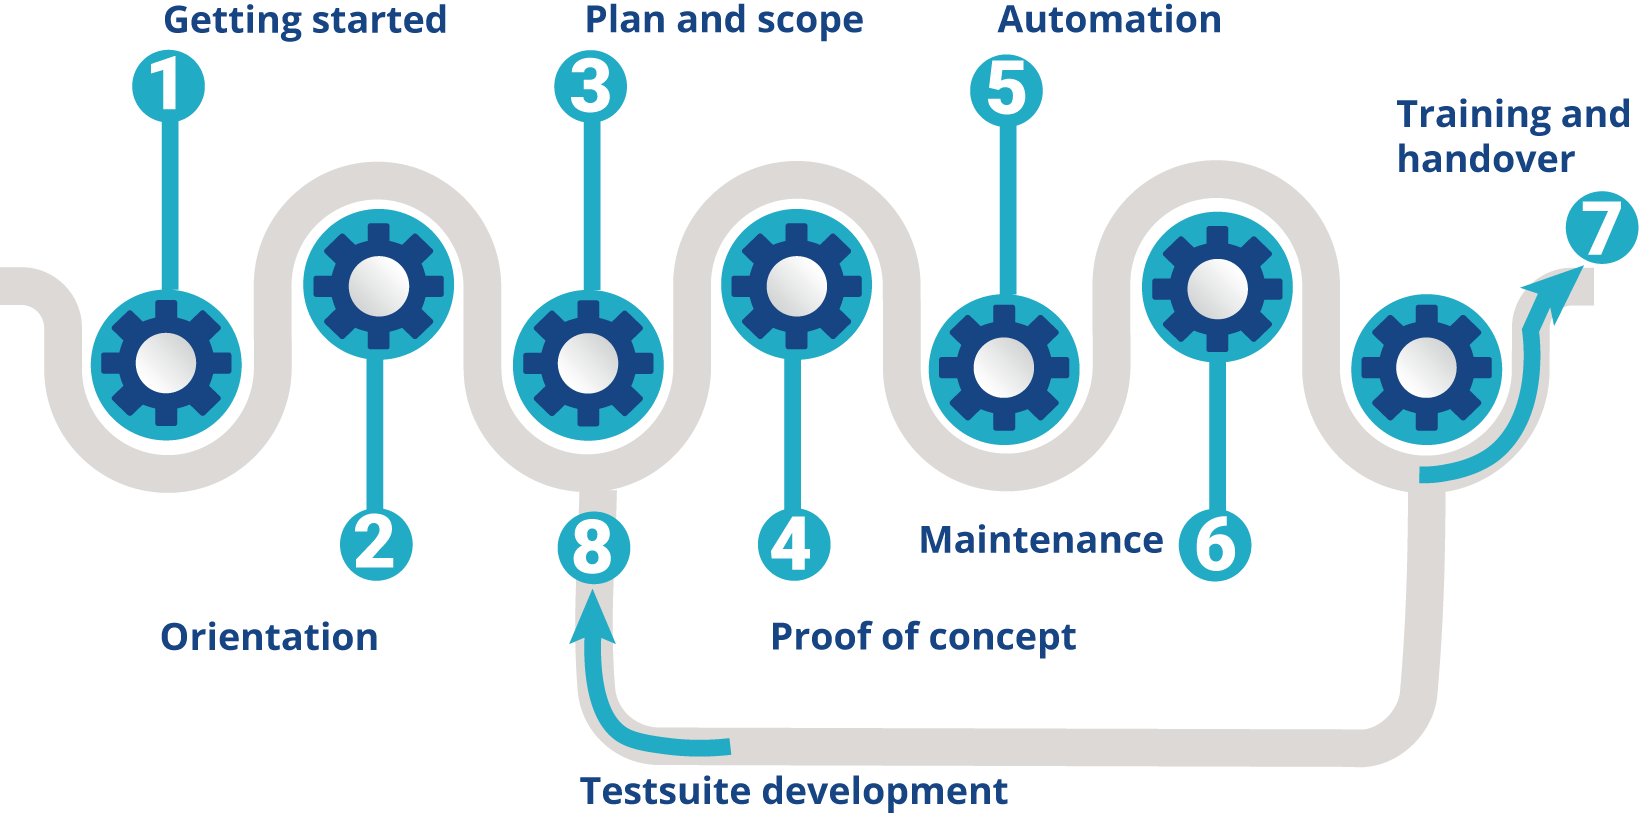 Getting started
1
Orientation
2
Plan and scope
3
Proof of concept
4
Automation
5
Maintenance
6
Training and
handover
7
8
Testsuite development